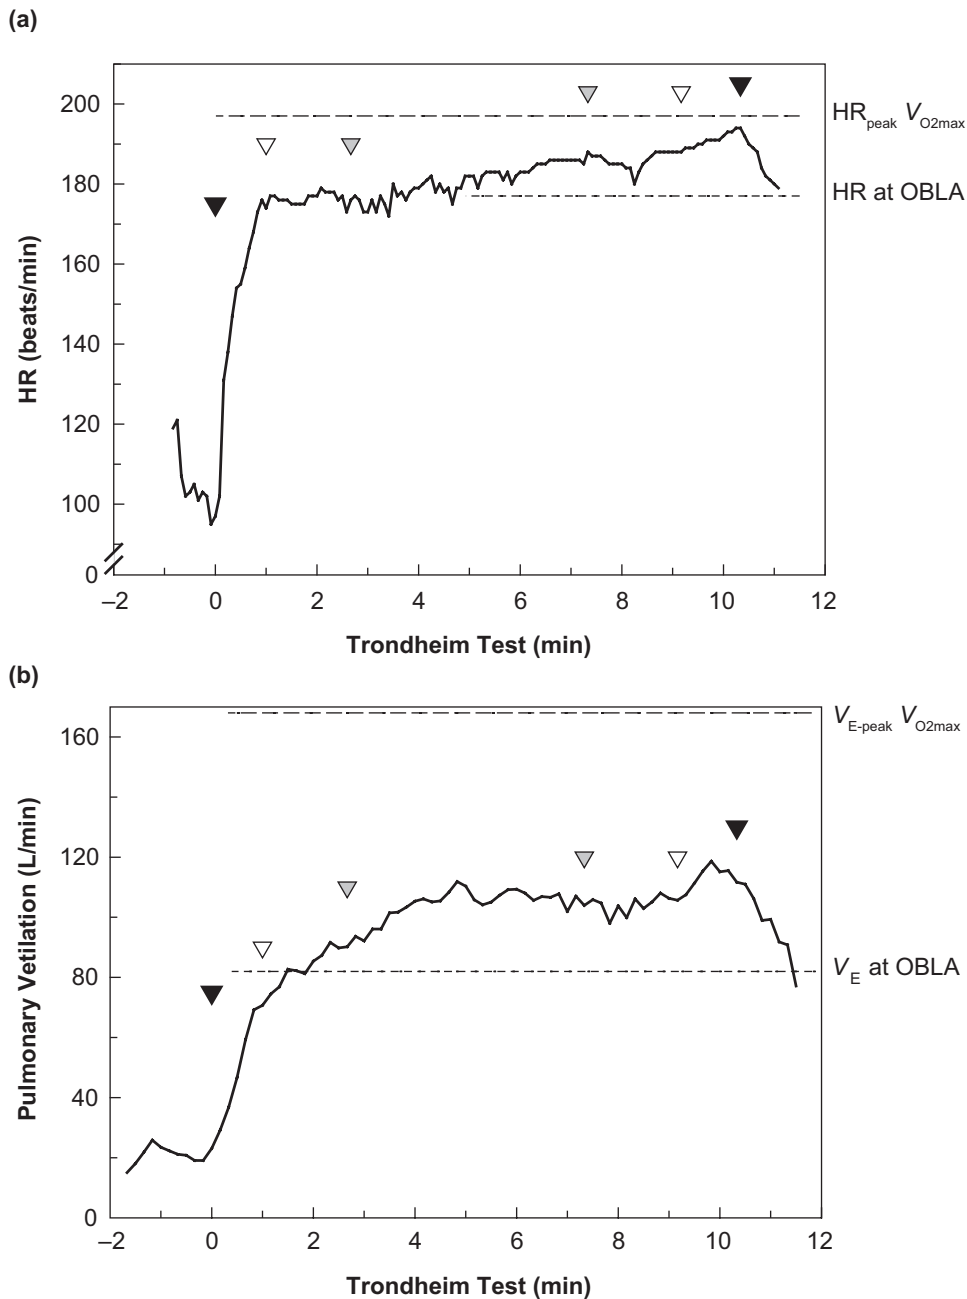 (a)
HR (beats/min)
200
180
160
140
120
100
0
–2 0 2 4 6 8 10 12
Trondheim Test (min)
HRpeak VO2max
HR at OBLA
(b)
Pulmonary Vetilation (L/min)
160
120
80
40
0
–2 0 2 4 6 8 10 12
Trondheim Test (min)
VE-peak VO2max
VE at OBLA